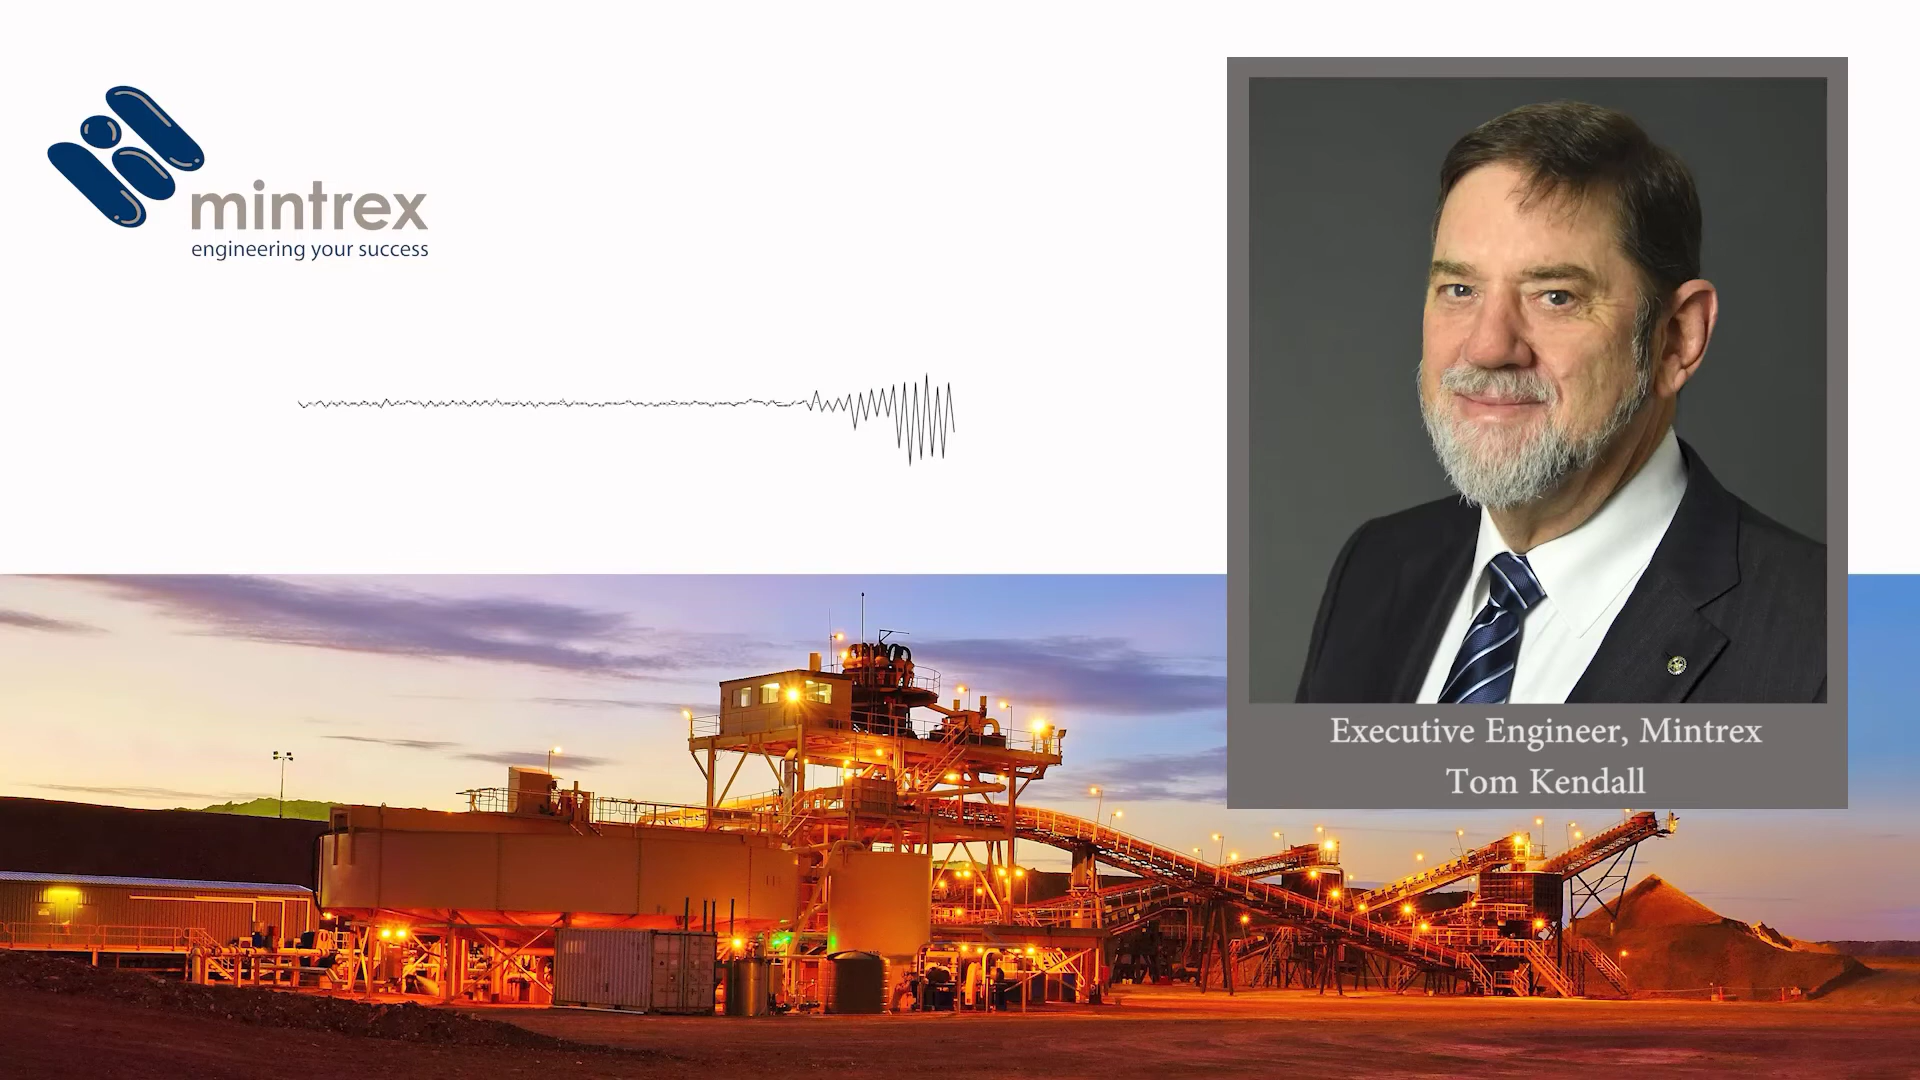 mintrex
engineering your success
Executive Engineer, Mintrex
Tom Kendall